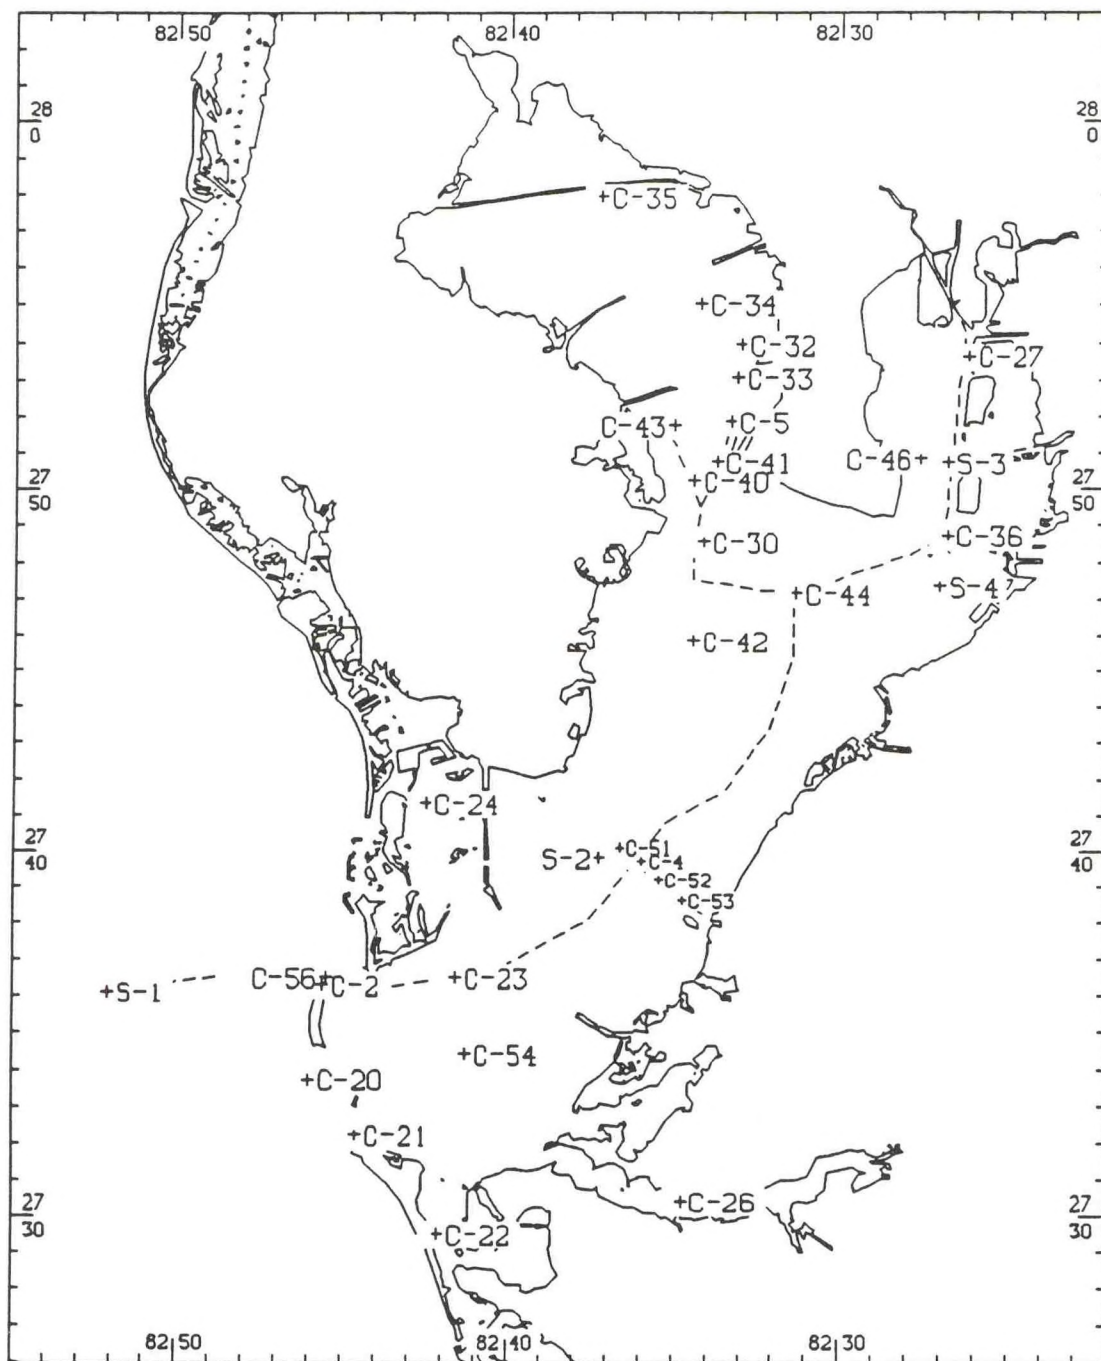 82 50
82 40
82 30
28
0
28
0
+C-35
+C-34
+C-32
+C-27
+C-33
C-43+
+C-5
+C-41
C-46+
+S-3
27
50
+C-40
27
50
+C-30
+C-36
+C-44
+S-4
+C-42
+C-24
27
40
S-2+
+C-51
+C-4
+C-52
+C-53
27
40
+S-1
C-56+
+C-2
+C-23
+C-54
+C-20
+C-21
+C-26
27
30
+C-22
27
30
82 50
82 40
82 30